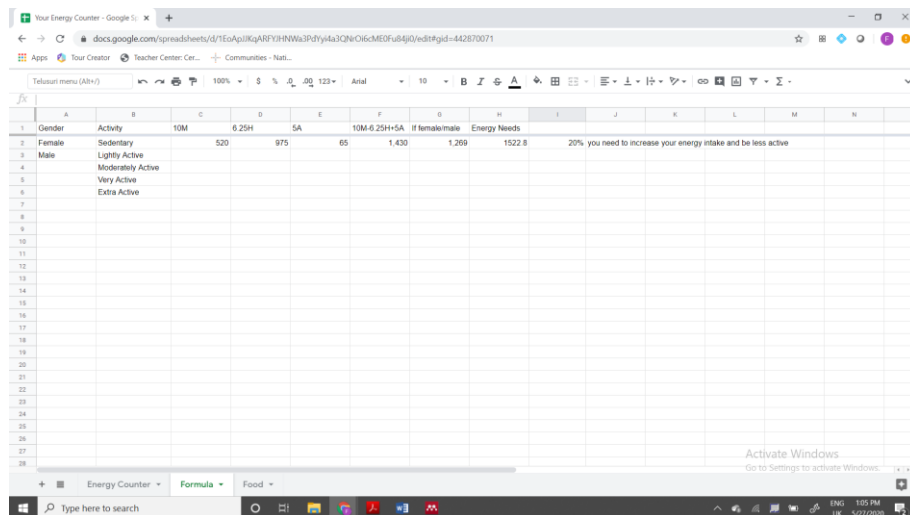 Your Energy Counter - Google Sp
docs.google.com/spreadsheets/d/1EoApJJKqARFYJHNWa3PdYyi4a3QNrOi6cME0Fu84ji0/edit#gid=442870071
Apps Tour Creator Teacher Center: Cer... Communities - Nati...
Telusuri menu (Alt+/) 100% $ % .0 .00 123 Arial 10 B I S A
fx
A B C D E F G H I J K L M N
1 Gender Activity 10M 6.25H 5A 10M-6.25H+5A If female/male Energy Needs
2 Female Sedentary 520 975 65 1,430 1,269 1522.8 20% you need to increase your energy intake and be less active
3 Male Lightly Active
4 Moderately Active
5 Very Active
6 Extra Active
7
8
9
10
11
12
13
14
15
16
17
18
19
20
21
22
23
24
25
26
27
28
Activate Windows
Go to Settings to activate Windows.
Energy Counter Formula Food
Type here to search
ENG 1:05 PM
UK 5/27/2020